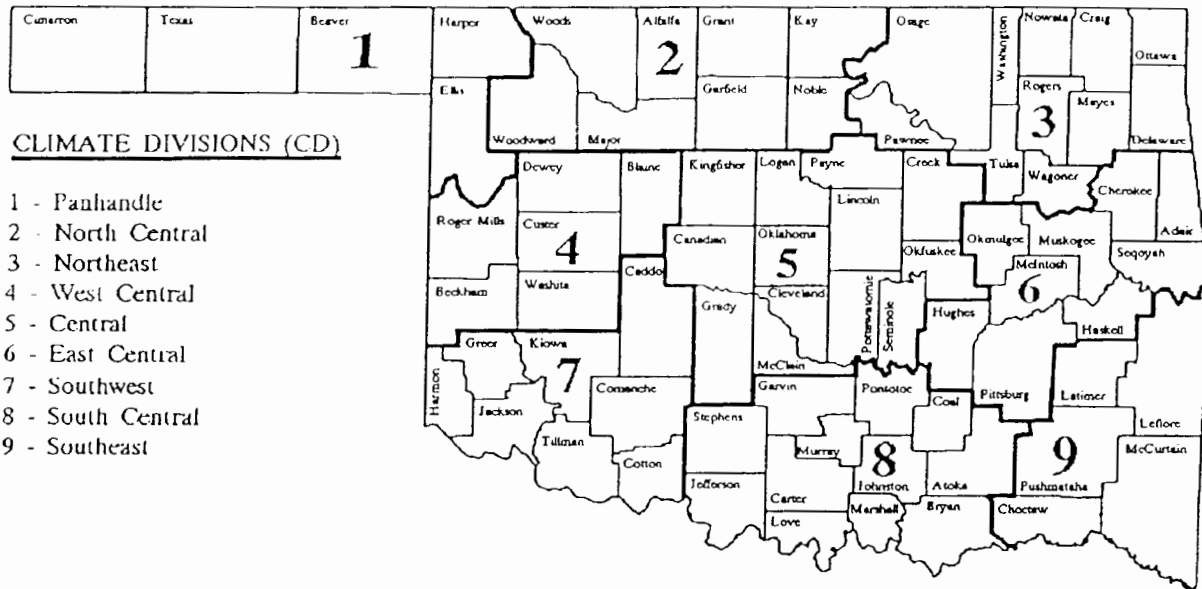 Cimarron Texas Beaver Harper Woods Alfalfa Grant Kay Osage Washington Nowata Craig Ottawa
1 2
Ellis Woodward Major Garfield Noble Pawnee Rogers Mayes Delaware
3
CLIMATE DIVISIONS (CD)
1 - Panhandle
2 - North Central
3 - Northeast
4 - West Central
5 - Central
6 - East Central
7 - Southwest
8 - South Central
9 - Southeast
Dewey Blaine Kingfisher Logan Payne Creek Tulsa Wagoner Cherokee Adair
Roger Mills Custer Canadian Oklahoma Lincoln Okfuskee Okmulgee Muskogee Sequoyah
4 5 6
Beckham Washita Caddo Grady Cleveland Pottawatomie Seminole Hughes McIntosh Haskell
Harmon Greer Kiowa McClain
7
Jackson Comanche Stephens Garvin Pontotoc Coal Pittsburg Latimer Leflore
Tillman Cotton Jefferson Murray Johnston Atoka Pushmataha McCurtain
8 9
Carter Love Marshall Bryan Choctaw